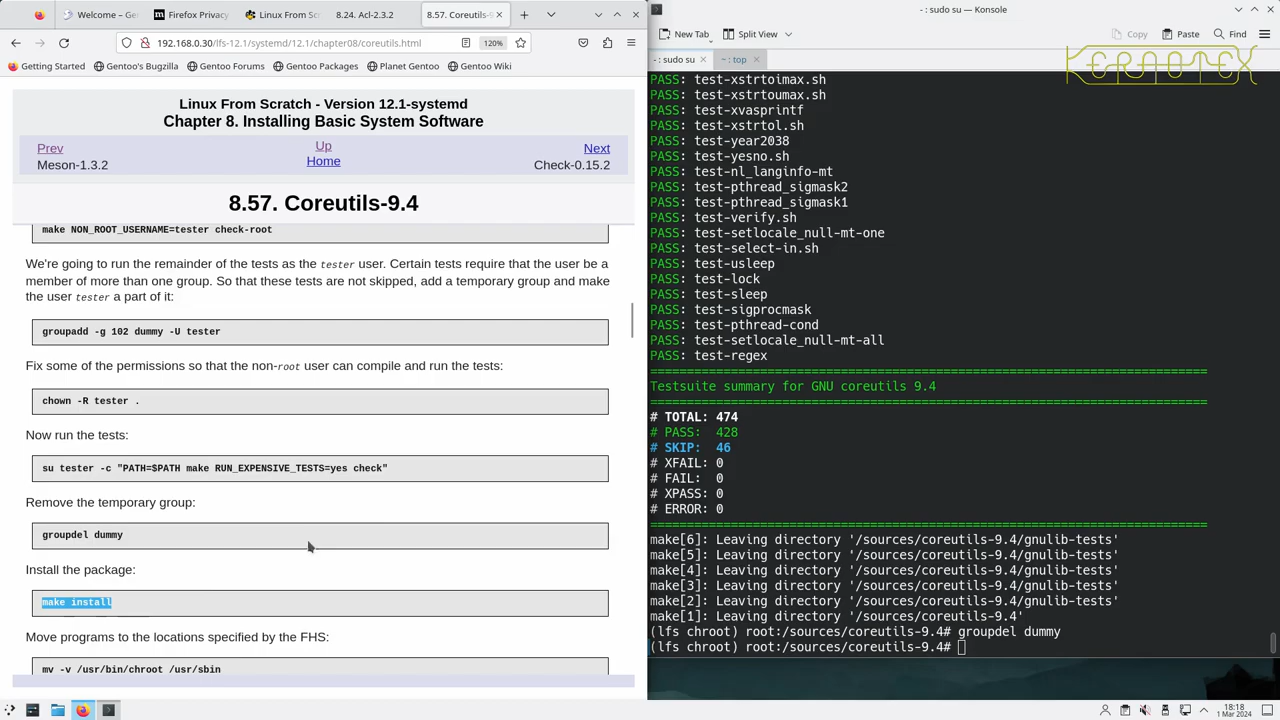 Welcome – Ge
Firefox Privacy
Linux From Scr
8.24. Acl-2.3.2
8.57. Coreutils-9
192.168.0.30/lfs-12.1/systemd/12.1/chapter08/coreutils.html
120%
Getting Started
Gentoo's Bugzilla
Gentoo Forums
Gentoo Packages
Planet Gentoo
Gentoo Wiki
Linux From Scratch - Version 12.1-systemd
Chapter 8. Installing Basic System Software
Prev
Up
Next
Meson-1.3.2
Home
Check-0.15.2
8.57. Coreutils-9.4
make NON_ROOT_USERNAME=tester check-root
We're going to run the remainder of the tests as the tester user. Certain tests require that the user be a
member of more than one group. So that these tests are not skipped, add a temporary group and make
the user tester a part of it:
groupadd -g 102 dummy -U tester
Fix some of the permissions so that the non-root user can compile and run the tests:
chown -R tester .
Now run the tests:
su tester -c "PATH=$PATH make RUN_EXPENSIVE_TESTS=yes check"
Remove the temporary group:
groupdel dummy
Install the package:
make install
Move programs to the locations specified by the FHS:
mv -v /usr/bin/chroot /usr/sbin
- : sudo su — Konsole
New Tab
Split View
Copy
Paste
Find
- : sudo su
~ : top
KERAOTEX
PASS: test-xstrtoimax.sh
PASS: test-xstrtoumax.sh
PASS: test-xvasprintf
PASS: test-xstrtol.sh
PASS: test-year2038
PASS: test-yesno.sh
PASS: test-nl_langinfo-mt
PASS: test-pthread_sigmask2
PASS: test-pthread_sigmask1
PASS: test-verify.sh
PASS: test-setlocale_null-mt-one
PASS: test-select-in.sh
PASS: test-usleep
PASS: test-lock
PASS: test-sleep
PASS: test-sigprocmask
PASS: test-pthread-cond
PASS: test-setlocale_null-mt-all
PASS: test-regex
============================================================================
Testsuite summary for GNU coreutils 9.4
============================================================================
# TOTAL: 474
# PASS:  428
# SKIP:  46
# XFAIL: 0
# FAIL:  0
# XPASS: 0
# ERROR: 0
============================================================================
make[6]: Leaving directory '/sources/coreutils-9.4/gnulib-tests'
make[5]: Leaving directory '/sources/coreutils-9.4/gnulib-tests'
make[4]: Leaving directory '/sources/coreutils-9.4/gnulib-tests'
make[3]: Leaving directory '/sources/coreutils-9.4/gnulib-tests'
make[2]: Leaving directory '/sources/coreutils-9.4/gnulib-tests'
make[1]: Leaving directory '/sources/coreutils-9.4'
(lfs chroot) root:/sources/coreutils-9.4# groupdel dummy
(lfs chroot) root:/sources/coreutils-9.4#
18:18
1 Mar 2024